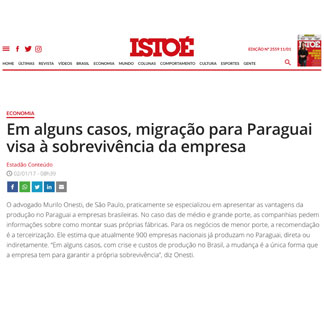 ISTOÉ
EDIÇÃO Nº 2559 11/01
HOME ÚLTIMAS REVISTA VÍDEOS BRASIL ECONOMIA MUNDO COLUNAS COMPORTAMENTO CULTURA ESPORTES GENTE
ECONOMIA
Em alguns casos, migração para Paraguai
visa à sobrevivência da empresa
Estadão Conteúdo
02/01/17 - 08h39
O advogado Murilo Onesti, de São Paulo, praticamente se especializou em apresentar as vantagens da
produção no Paraguai a empresas brasileiras. No caso das de médio e grande porte, as companhias pedem
informações sobre como montar suas próprias fábricas. Para os negócios de menor porte, a recomendação
é a terceirização. Ele estima que atualmente 900 empresas nacionais já produzam no Paraguai, direta ou
indiretamente. “Em alguns casos, com crise e custos de produção no Brasil, a mudança é a única forma que
a empresa tem para garantir a própria sobrevivência”, diz Onesti.